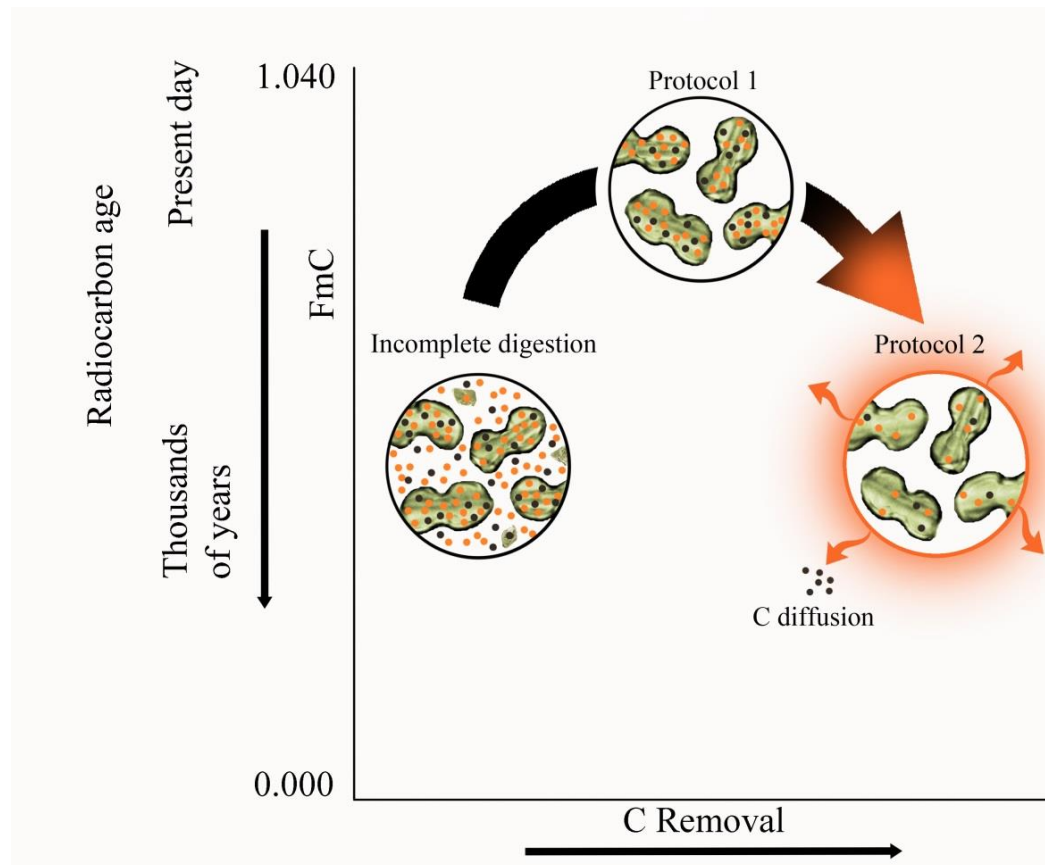 1.040
Protocol 1
Present day
Radiocarbon age
FmC
Incomplete digestion
Protocol 2
Thousands
of years
C diffusion
0.000
C Removal